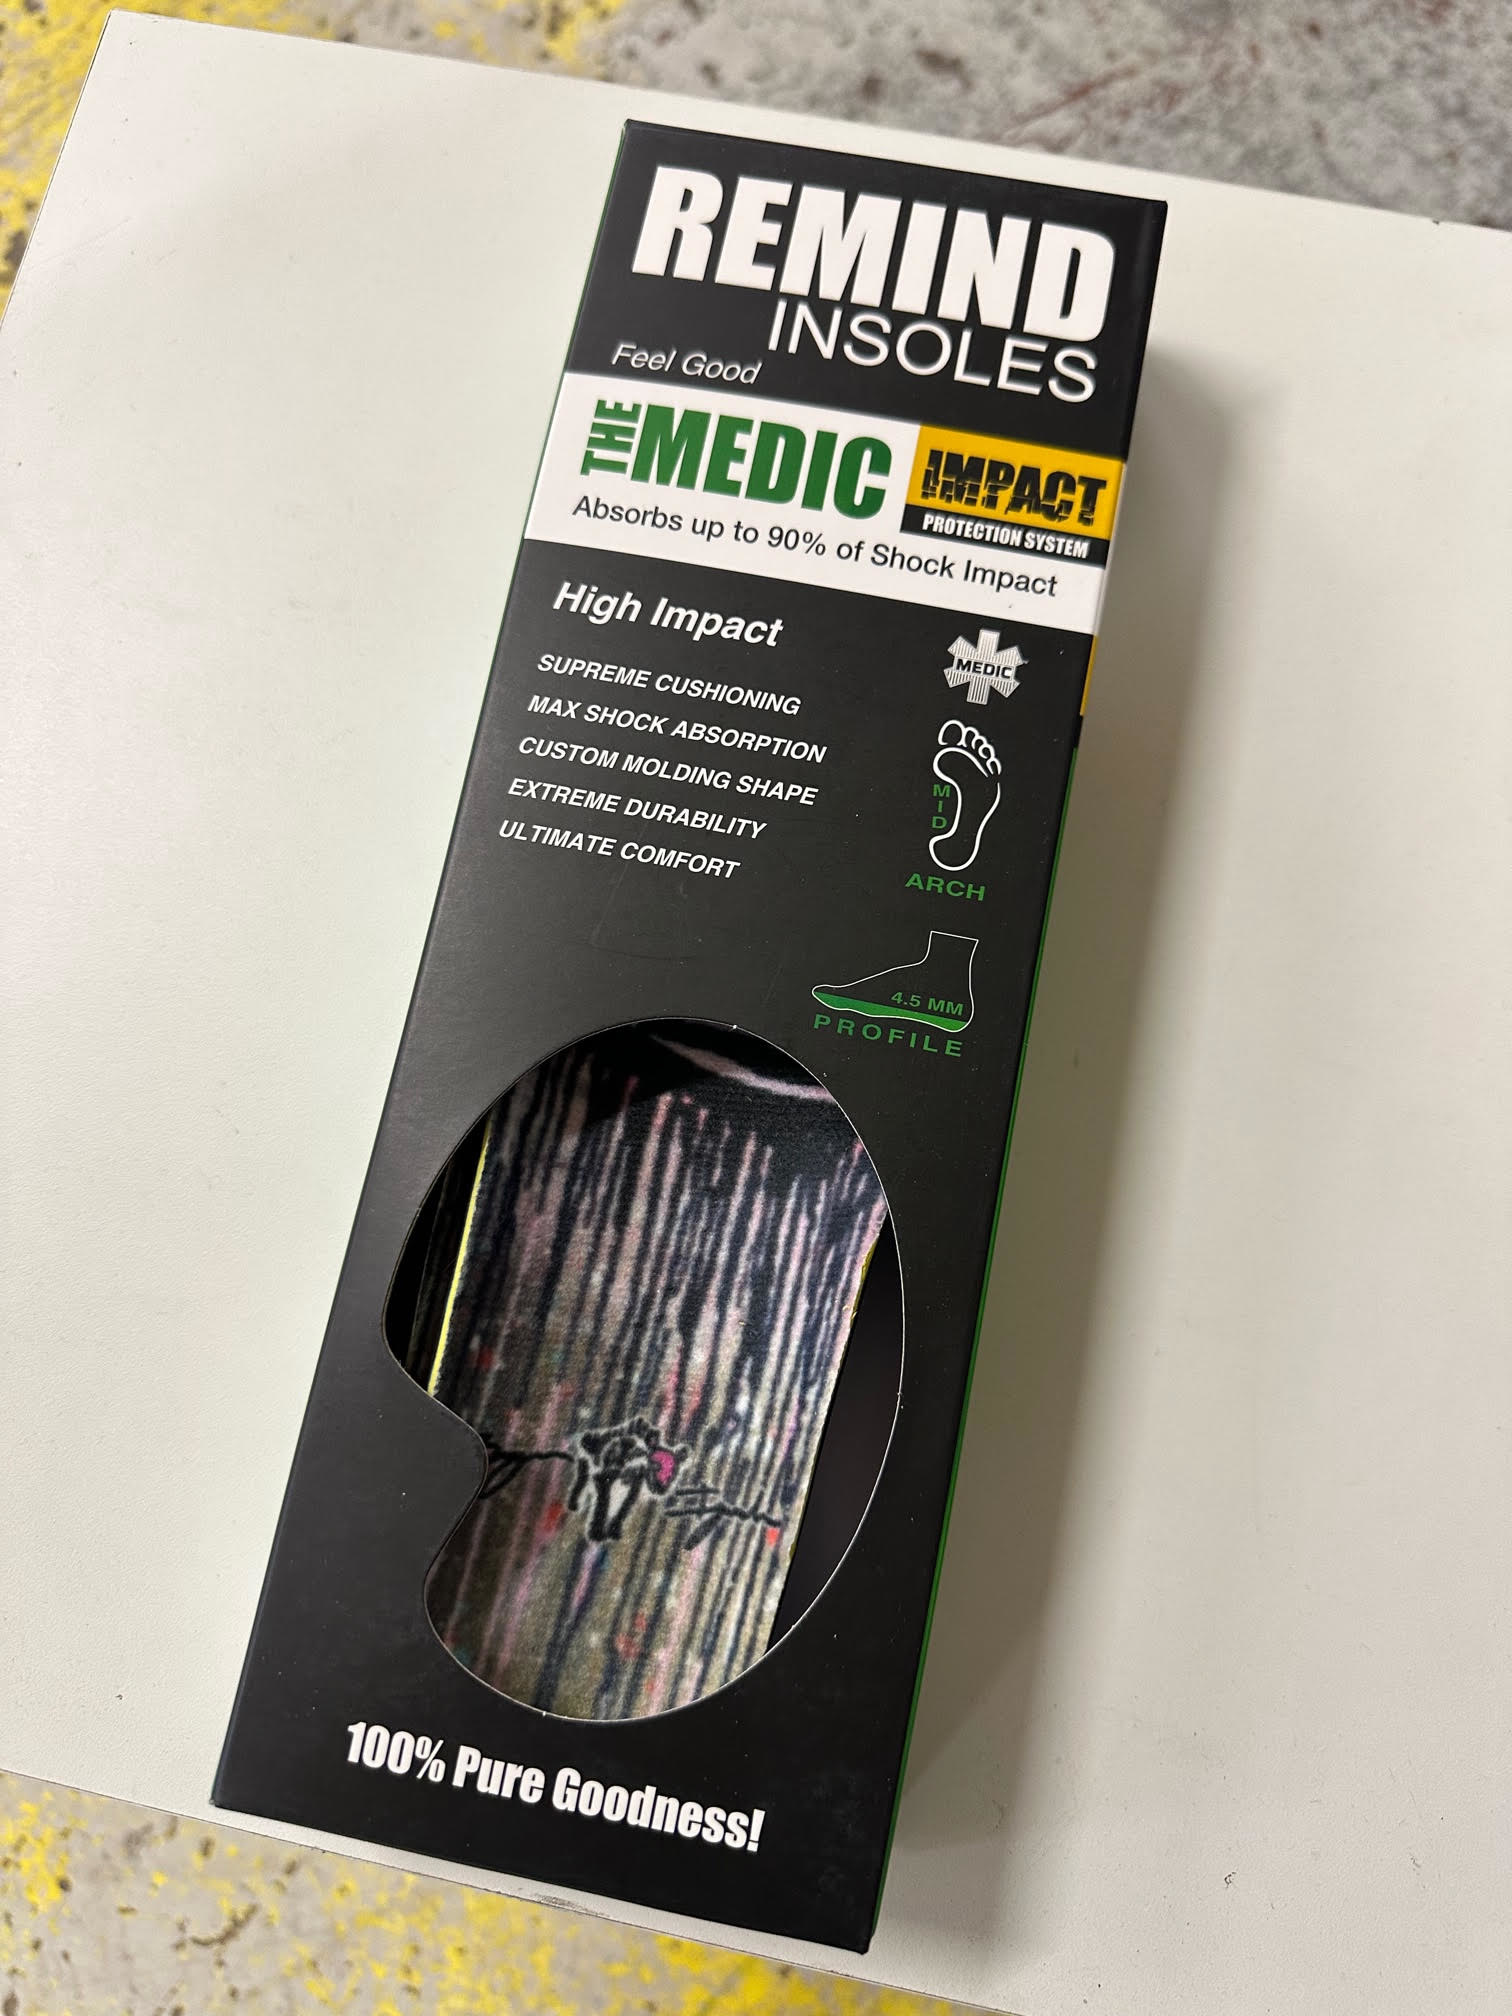 REMIND
INSOLES
Feel Good
THE MEDIC
IMPACT
PROTECTION SYSTEM
Absorbs up to 90% of Shock Impact
High Impact
SUPREME CUSHIONING
MAX SHOCK ABSORPTION
CUSTOM MOLDING SHAPE
EXTREME DURABILITY
ULTIMATE COMFORT
MEDIC
MID
ARCH
4.5 MM
PROFILE
100% Pure Goodness!